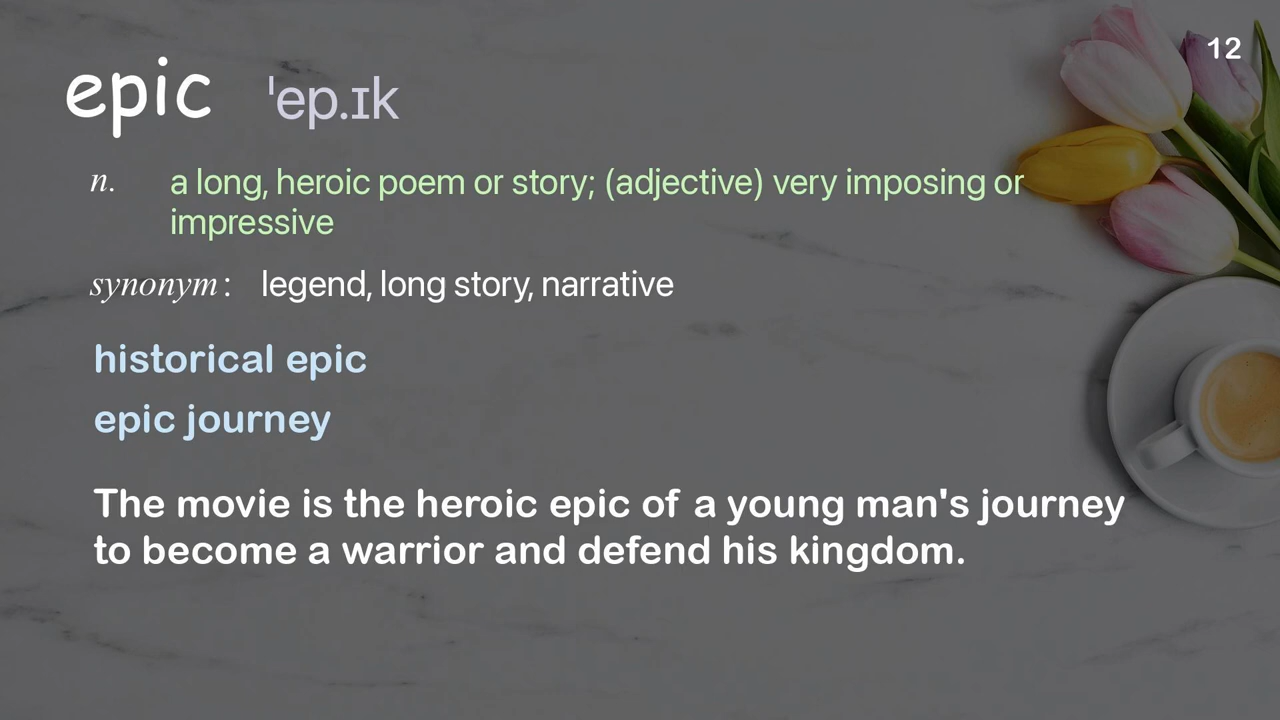 12
epic ˈep.ɪk
n. a long, heroic poem or story; (adjective) very imposing or
impressive
synonym: legend, long story, narrative
historical epic
epic journey
The movie is the heroic epic of a young man's journey
to become a warrior and defend his kingdom.